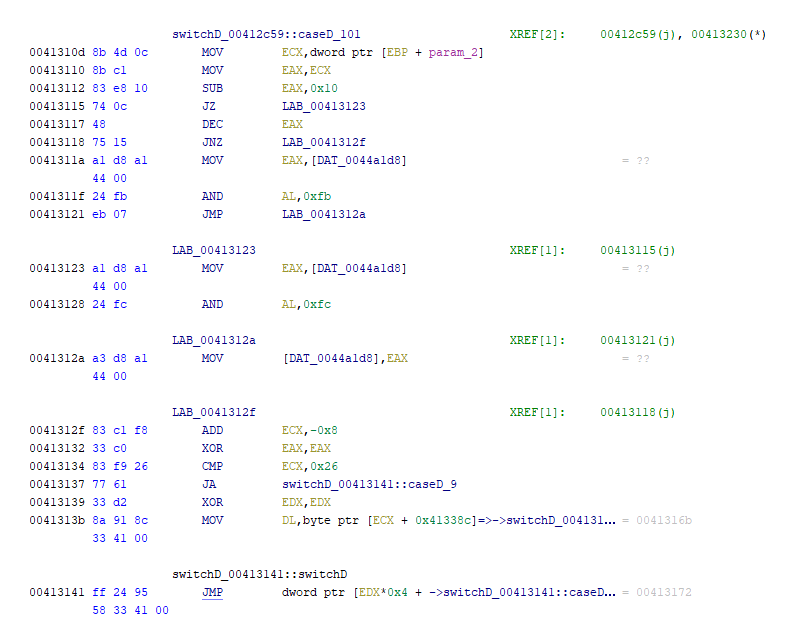 switchD_00412c59::caseD_101 XREF[2]: 00412c59(j), 00413230(*)
0041310d 8b 4d 0c MOV ECX,dword ptr [EBP + param_2]
00413110 8b c1 MOV EAX,ECX
00413112 83 e8 10 SUB EAX,0x10
00413115 74 0c JZ LAB_00413123
00413117 48 DEC EAX
00413118 75 15 JNZ LAB_0041312f
0041311a a1 d8 a1 MOV EAX,[DAT_0044a1d8] = ??
44 00
0041311f 24 fb AND AL,0xfb
00413121 eb 07 JMP LAB_0041312a
LAB_00413123 XREF[1]: 00413115(j)
00413123 a1 d8 a1 MOV EAX,[DAT_0044a1d8] = ??
44 00
00413128 24 fc AND AL,0xfc
LAB_0041312a XREF[1]: 00413121(j)
0041312a a3 d8 a1 MOV [DAT_0044a1d8],EAX = ??
44 00
LAB_0041312f XREF[1]: 00413118(j)
0041312f 83 c1 f8 ADD ECX,-0x8
00413132 33 c0 XOR EAX,EAX
00413134 83 f9 26 CMP ECX,0x26
00413137 77 61 JA switchD_00413141::caseD_9
00413139 33 d2 XOR EDX,EDX
0041313b 8a 91 8c MOV DL,byte ptr [ECX + 0x41338c]=>->switchD_004131... = 0041316b
33 41 00
switchD_00413141::switchD
00413141 ff 24 95 JMP dword ptr [EDX*0x4 + ->switchD_00413141::caseD... = 00413172
58 33 41 00